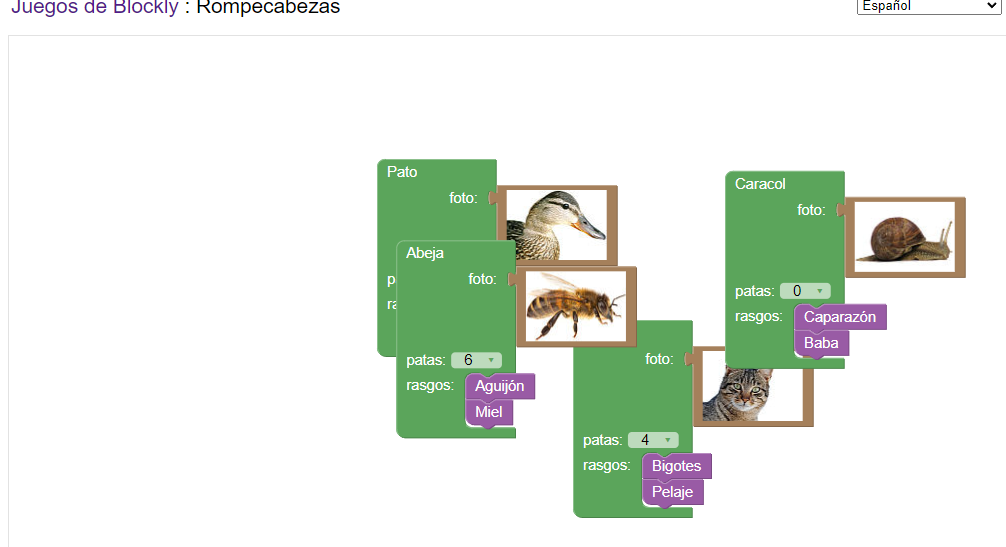 Juegos de Blockly : Rompecabezas
Español
Pato
foto:
Abeja
foto:
patas: 6
rasgos:
Aguijón
Miel
foto:
patas: 4
rasgos:
Bigotes
Pelaje
Caracol
foto:
patas: 0
rasgos:
Caparazón
Baba